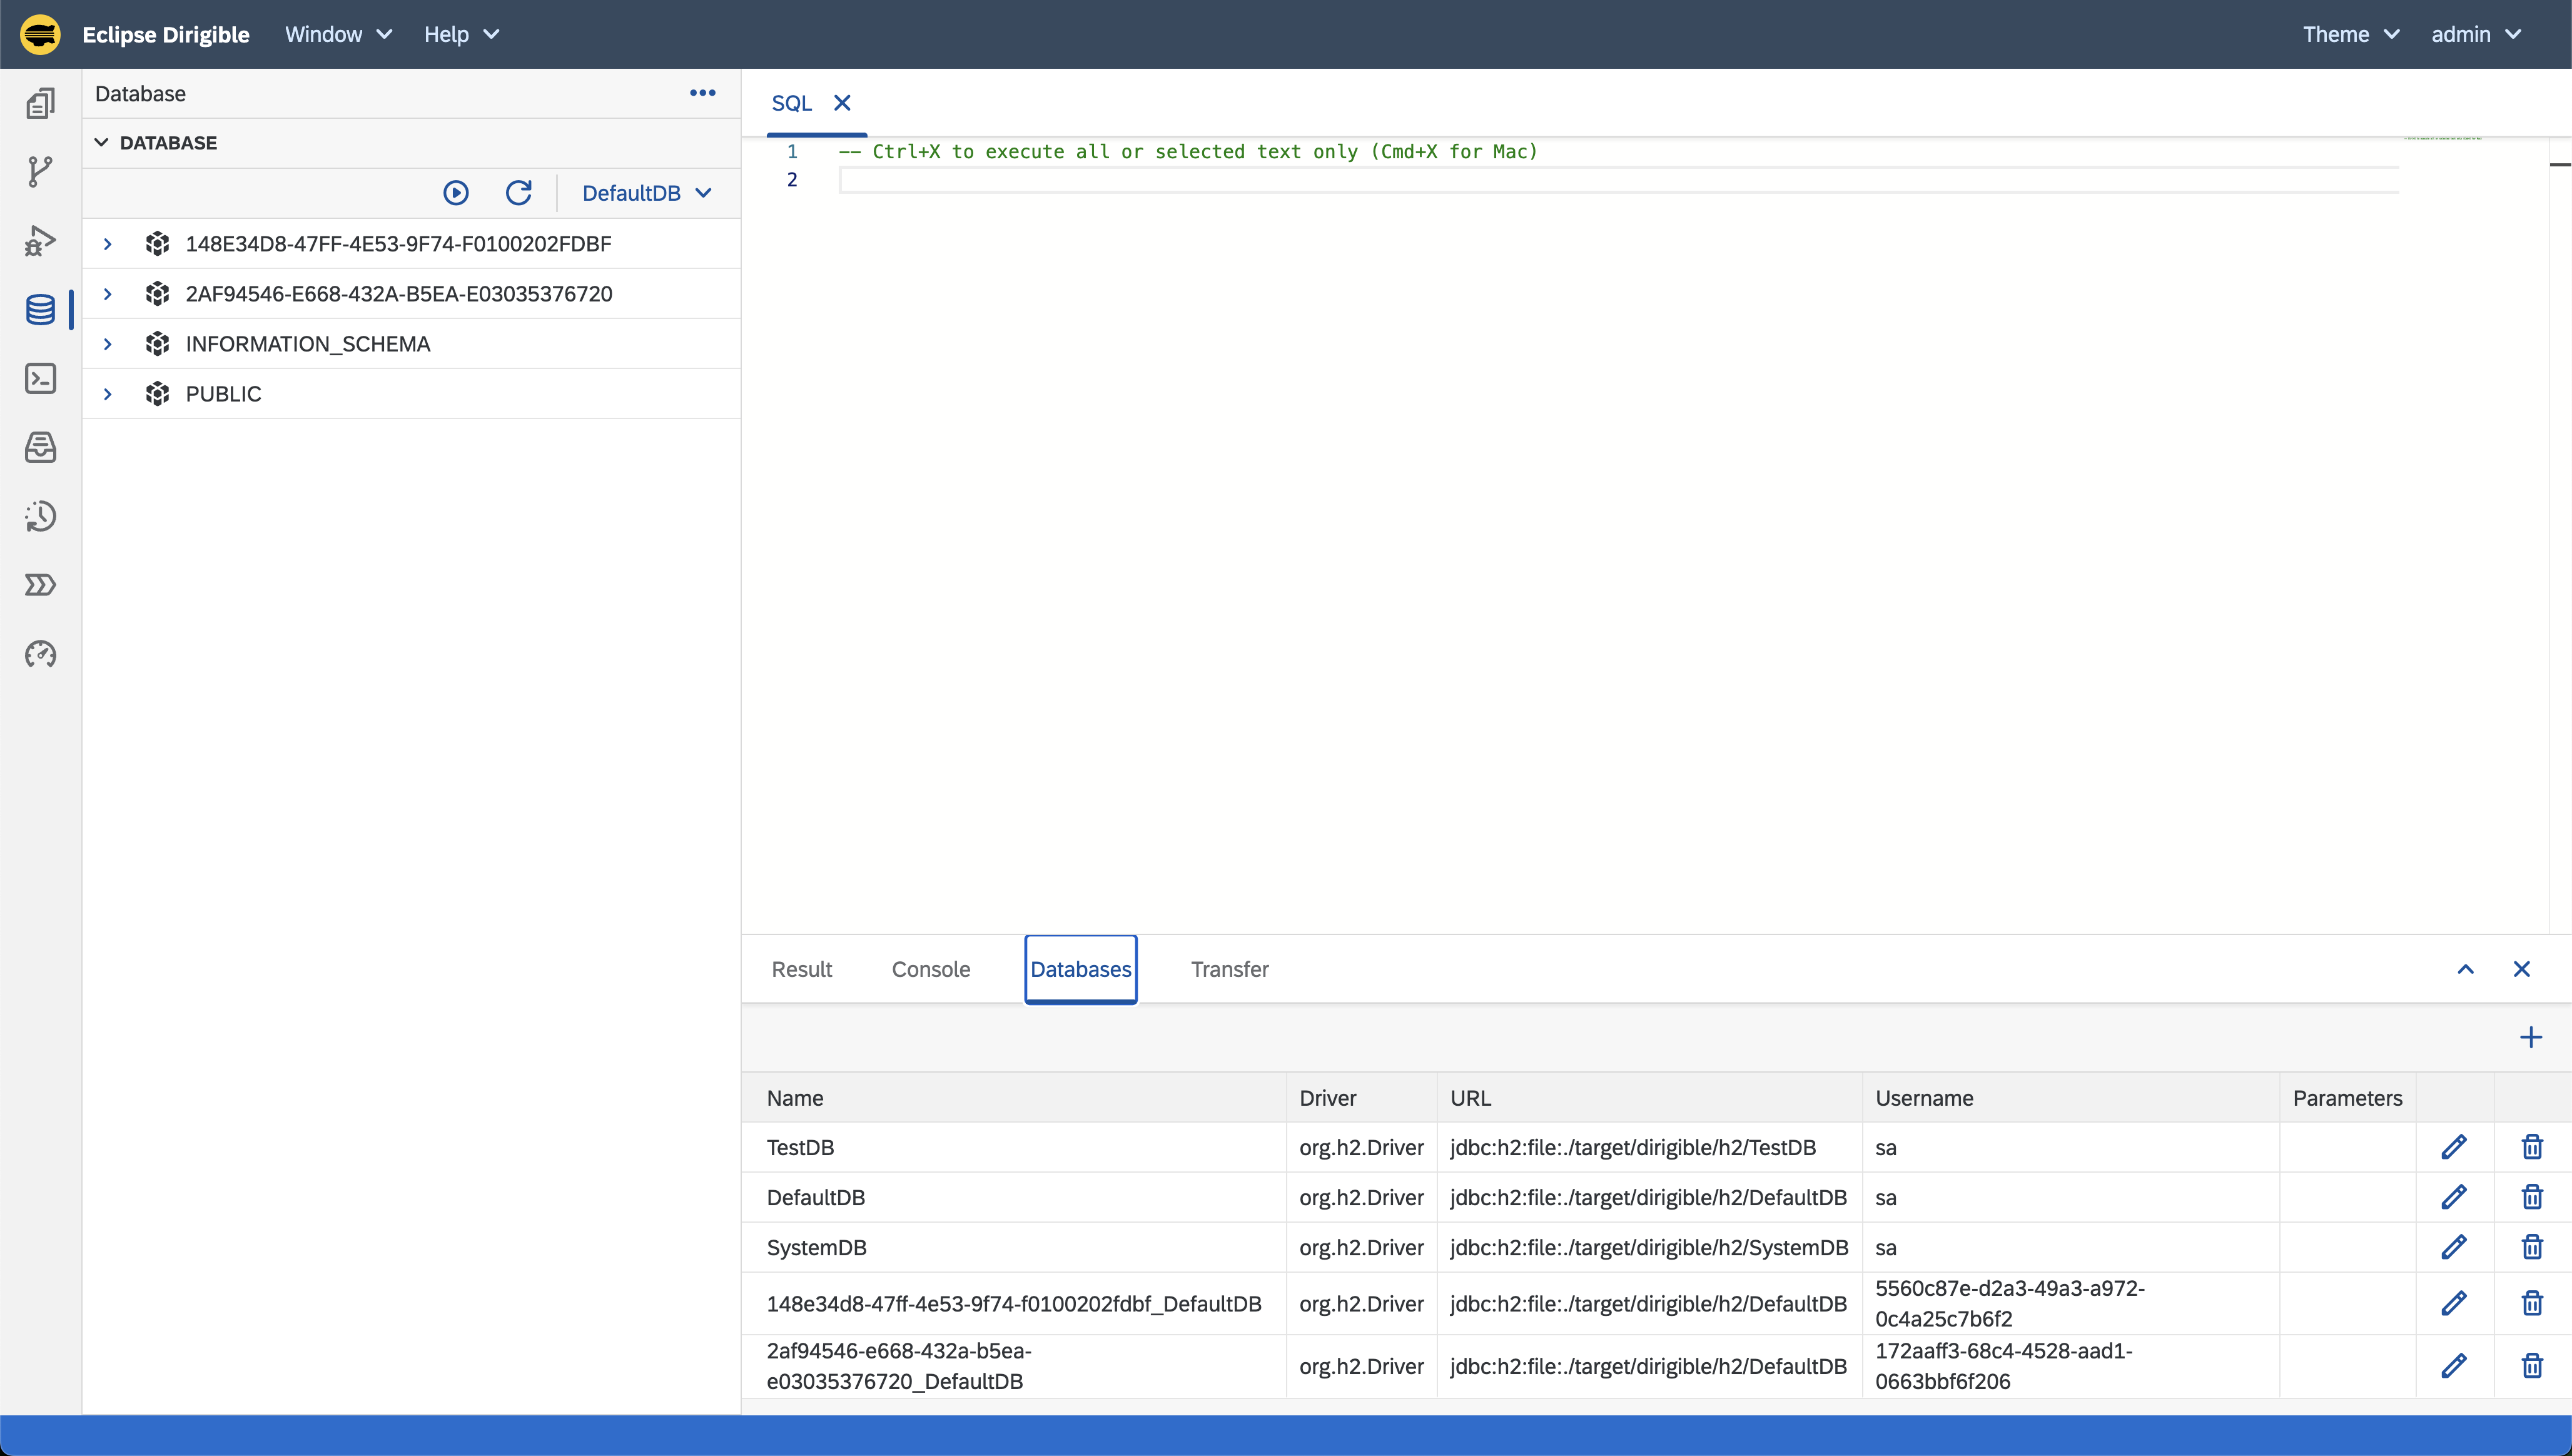 Eclipse Dirigible Window Help Theme admin
Database
DATABASE
DefaultDB
148E34D8-47FF-4E53-9F74-F0100202FDBF
2AF94546-E668-432A-B5EA-E03035376720
INFORMATION_SCHEMA
PUBLIC
SQL
1 -- Ctrl+X to execute all or selected text only (Cmd+X for Mac)
2
Result Console Databases Transfer
Name Driver URL Username Parameters
TestDB org.h2.Driver jdbc:h2:file:./target/dirigible/h2/TestDB sa
DefaultDB org.h2.Driver jdbc:h2:file:./target/dirigible/h2/DefaultDB sa
SystemDB org.h2.Driver jdbc:h2:file:./target/dirigible/h2/SystemDB sa
148e34d8-47ff-4e53-9f74-f0100202fdbf_DefaultDB org.h2.Driver jdbc:h2:file:./target/dirigible/h2/DefaultDB 5560c87e-d2a3-49a3-a972-
0c4a25c7b6f2
2af94546-e668-432a-b5ea-
e03035376720_DefaultDB org.h2.Driver jdbc:h2:file:./target/dirigible/h2/DefaultDB 172aaff3-68c4-4528-aad1-
0663bbf6f206